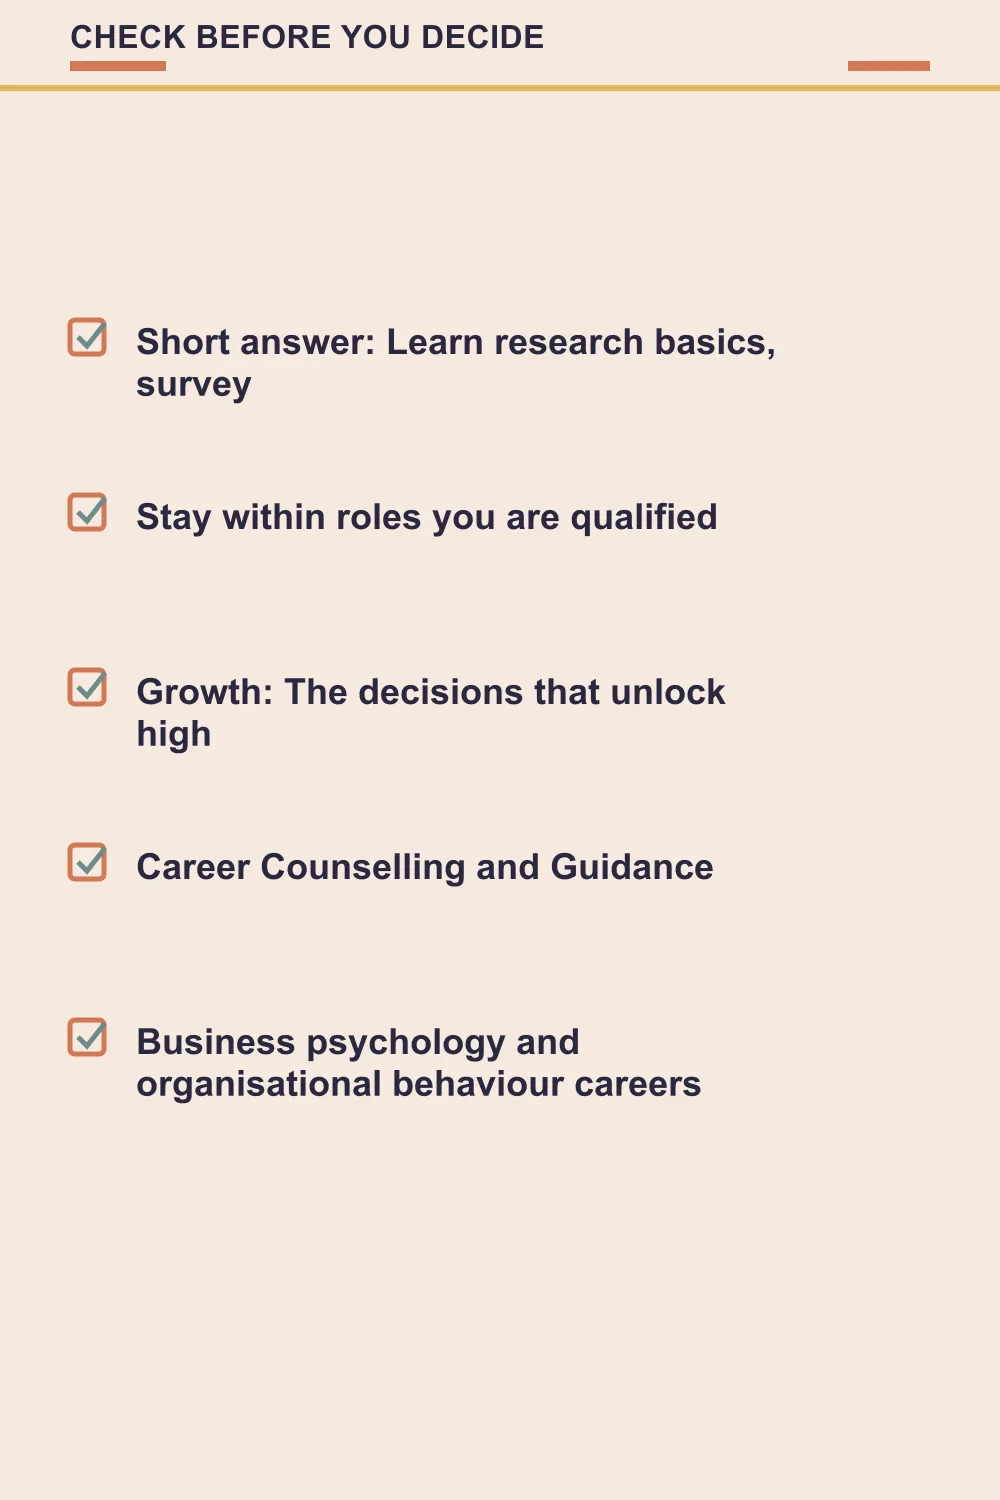 CHECK BEFORE YOU DECIDE
Short answer: Learn research basics,
survey
Stay within roles you are qualified
Growth: The decisions that unlock
high
Career Counselling and Guidance
Business psychology and
organisational behaviour careers